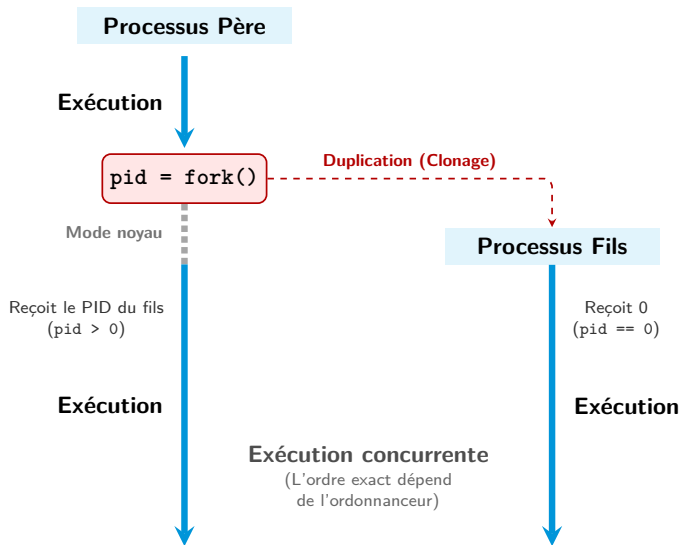 Processus Père
Exécution
pid = fork()
Duplication (Clonage)
Mode noyau
Processus Fils
Reçoit le PID du fils
(pid > 0)
Reçoit 0
(pid == 0)
Exécution
Exécution
Exécution concurrente
(L'ordre exact dépend
de l'ordonnanceur)